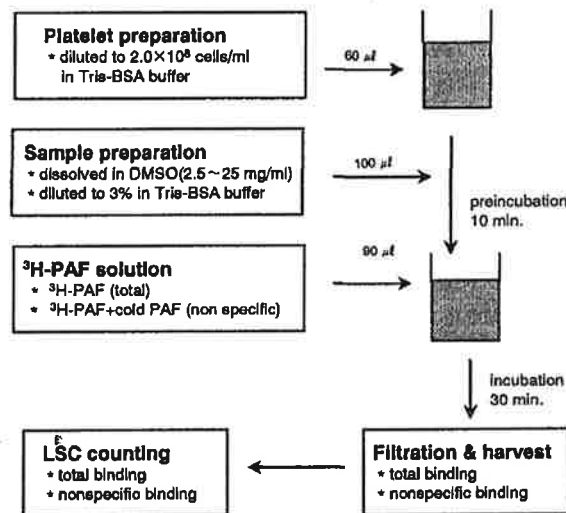 Platelet preparation
* diluted to 2.0×10⁸ cells/ml
in Tris-BSA buffer
60 µl
Sample preparation
* dissolved in DMSO(2.5~25 mg/ml)
* diluted to 3% in Tris-BSA buffer
100 µl
preincubation
10 min.
³H-PAF solution
* ³H-PAF (total)
* ³H-PAF+cold PAF (non specific)
90 µl
incubation
30 min.
LSC counting
* total binding
* nonspecific binding
Filtration & harvest
* total binding
* nonspecific binding